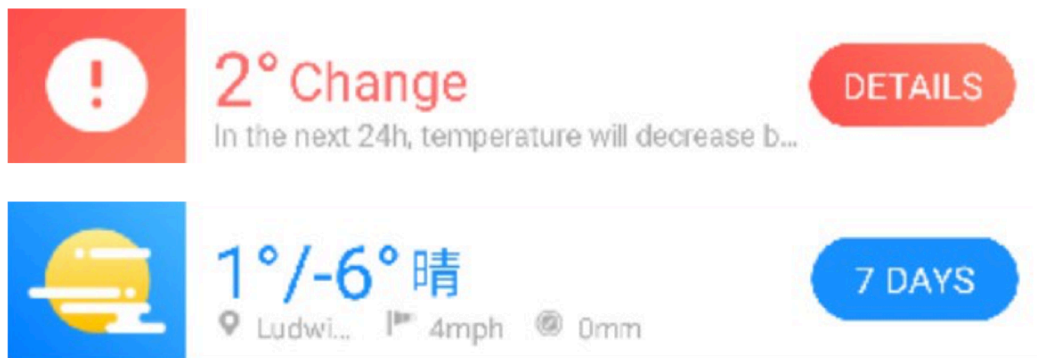 2° Change
In the next 24h, temperature will decrease b...
DETAILS
1°/-6° 晴
Ludwi... 4mph 0mm
7 DAYS